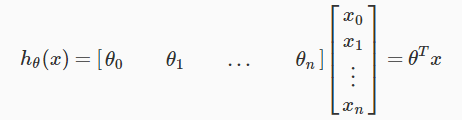 h_θ(x) = [θ_0 θ_1 ... θ_n] [x_0 x_1 ⋮ x_n] = θ^T x